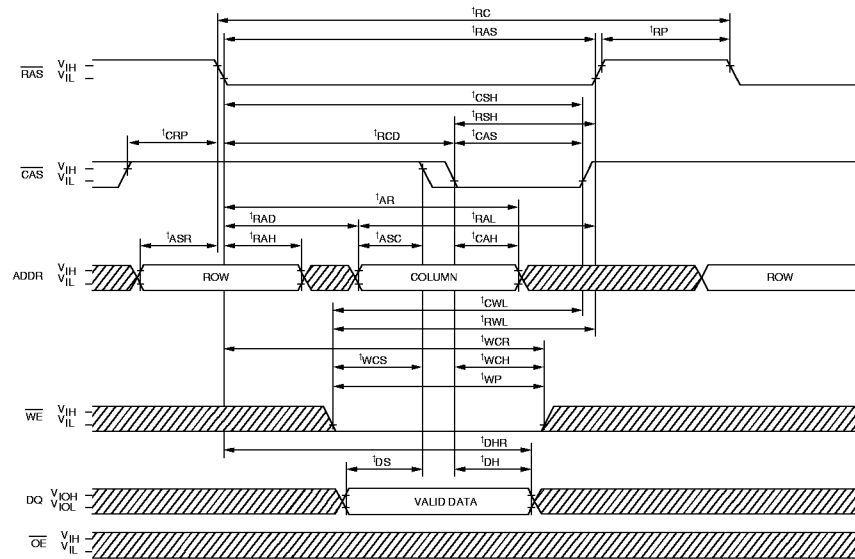 tRC
tRAS tRP
RAS VIH
VIL
tCSH
tRSH
tCRP tRCD tCAS
CAS VIH
VIL
tAR
tRAD tRAL
tASR tRAH tASC tCAH
ADDR VIH
VIL
ROW COLUMN ROW
tCWL
tRWL
tWCR
tWCS tWCH
tWP
WE VIH
VIL
tDHR
tDS tDH
DQ VIOH
VIOL
VALID DATA
OE VIH
VIL